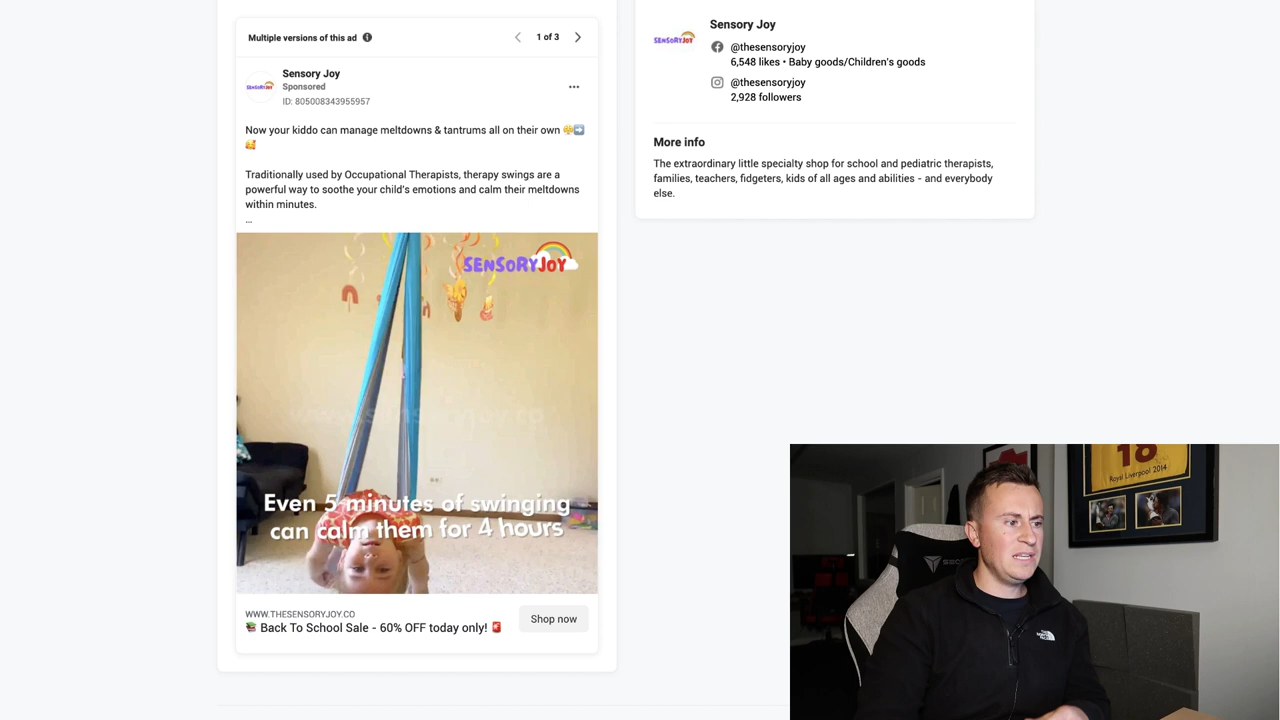 Multiple versions of this ad
1 of 3
SENSORYJOY
Sensory Joy
Sponsored
ID: 805008343955957
Now your kiddo can manage meltdowns & tantrums all on their own 😤➡️
🥰
Traditionally used by Occupational Therapists, therapy swings are a
powerful way to soothe your child's emotions and calm their meltdowns
within minutes.
...
SENSORYJOY
Even 5 minutes of swinging
can calm them for 4 hours
WWW.THESENSORYJOY.CO
📚 Back To School Sale - 60% OFF today only! 🚨
Shop now
SENSORYJOY
Sensory Joy
@thesensoryjoy
6,548 likes • Baby goods/Children's goods
@thesensoryjoy
2,928 followers
More info
The extraordinary little specialty shop for school and pediatric therapists,
families, teachers, fidgeters, kids of all ages and abilities - and everybody
else.
18
Royal Liverpool 2014
THE
NORTH
FACE